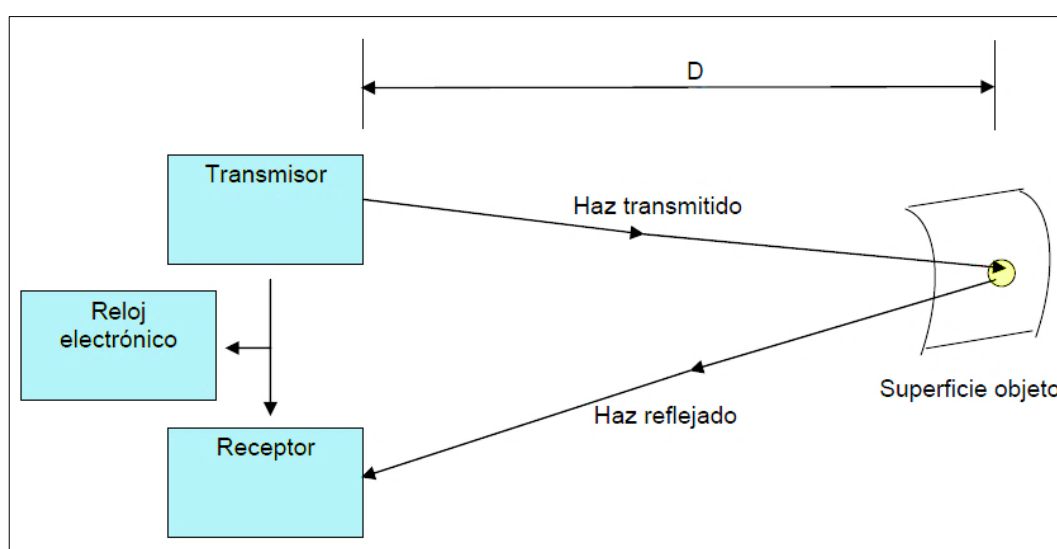 D
Transmisor
Haz transmitido
Reloj
electrónico
Superficie objeto
Haz reflejado
Receptor